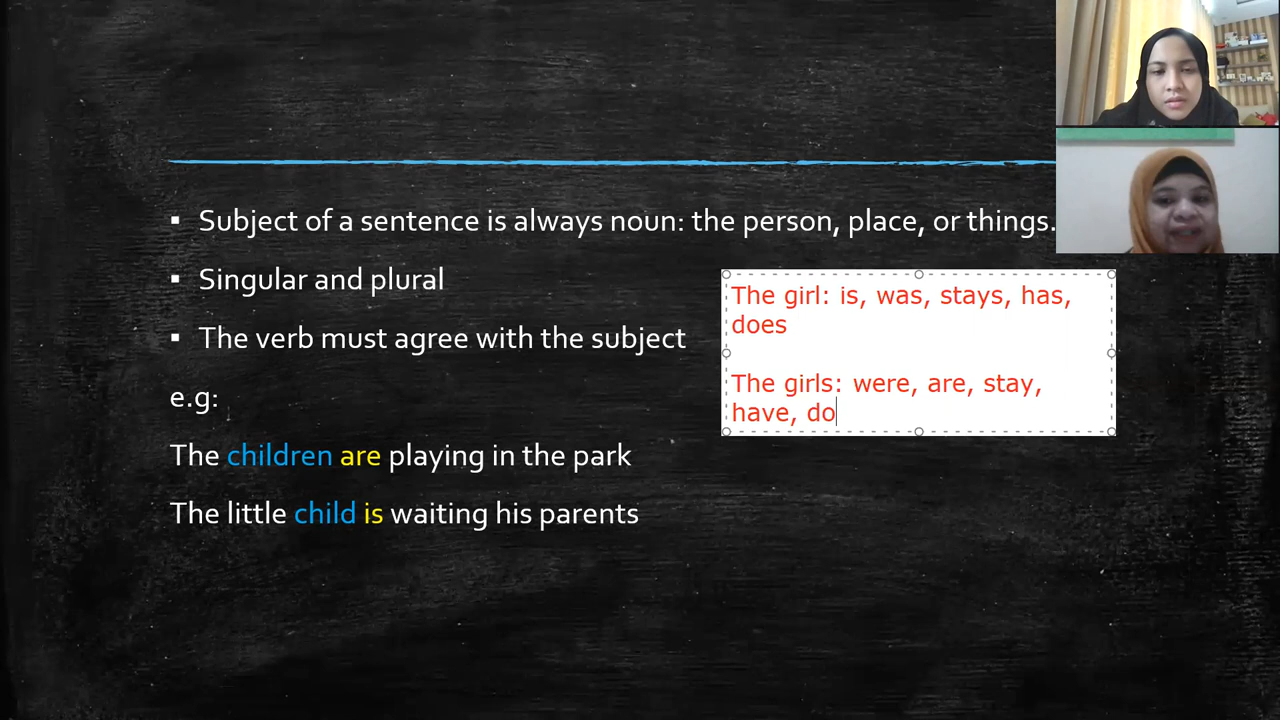 Subject of a sentence is always noun: the person, place, or things.
Singular and plural
The verb must agree with the subject
e.g:
The children are playing in the park
The little child is waiting his parents
The girl: is, was, stays, has,
does
The girls: were, are, stay,
have, do